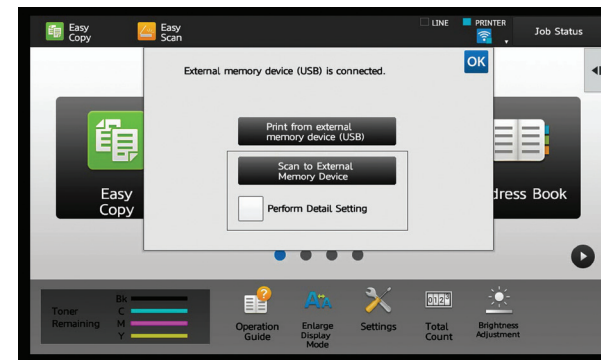 Easy
Copy
Easy
Scan
LINE
PRINTER
Job Status
External memory device (USB) is connected.
OK
Print from external
memory device (USB)
Scan to External
Memory Device
Perform Detail Setting
Easy
Copy
dress Book
Toner
Remaining
Bk
C
M
Y
Operation
Guide
Enlarge
Display
Mode
Settings
Total
Count
Brightness
Adjustment